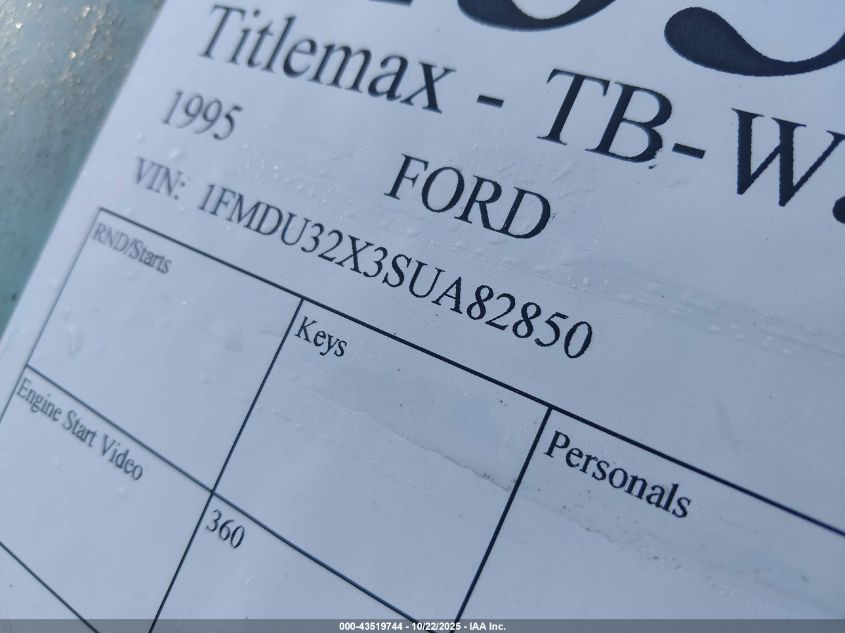 Titlemax - TB-W
1995
FORD
VIN: 1FMDU32X3SUA82850
RND/Starts
Keys
Personals
Engine Start Video
360
000-43519744 - 10/22/2025 - IAA Inc.